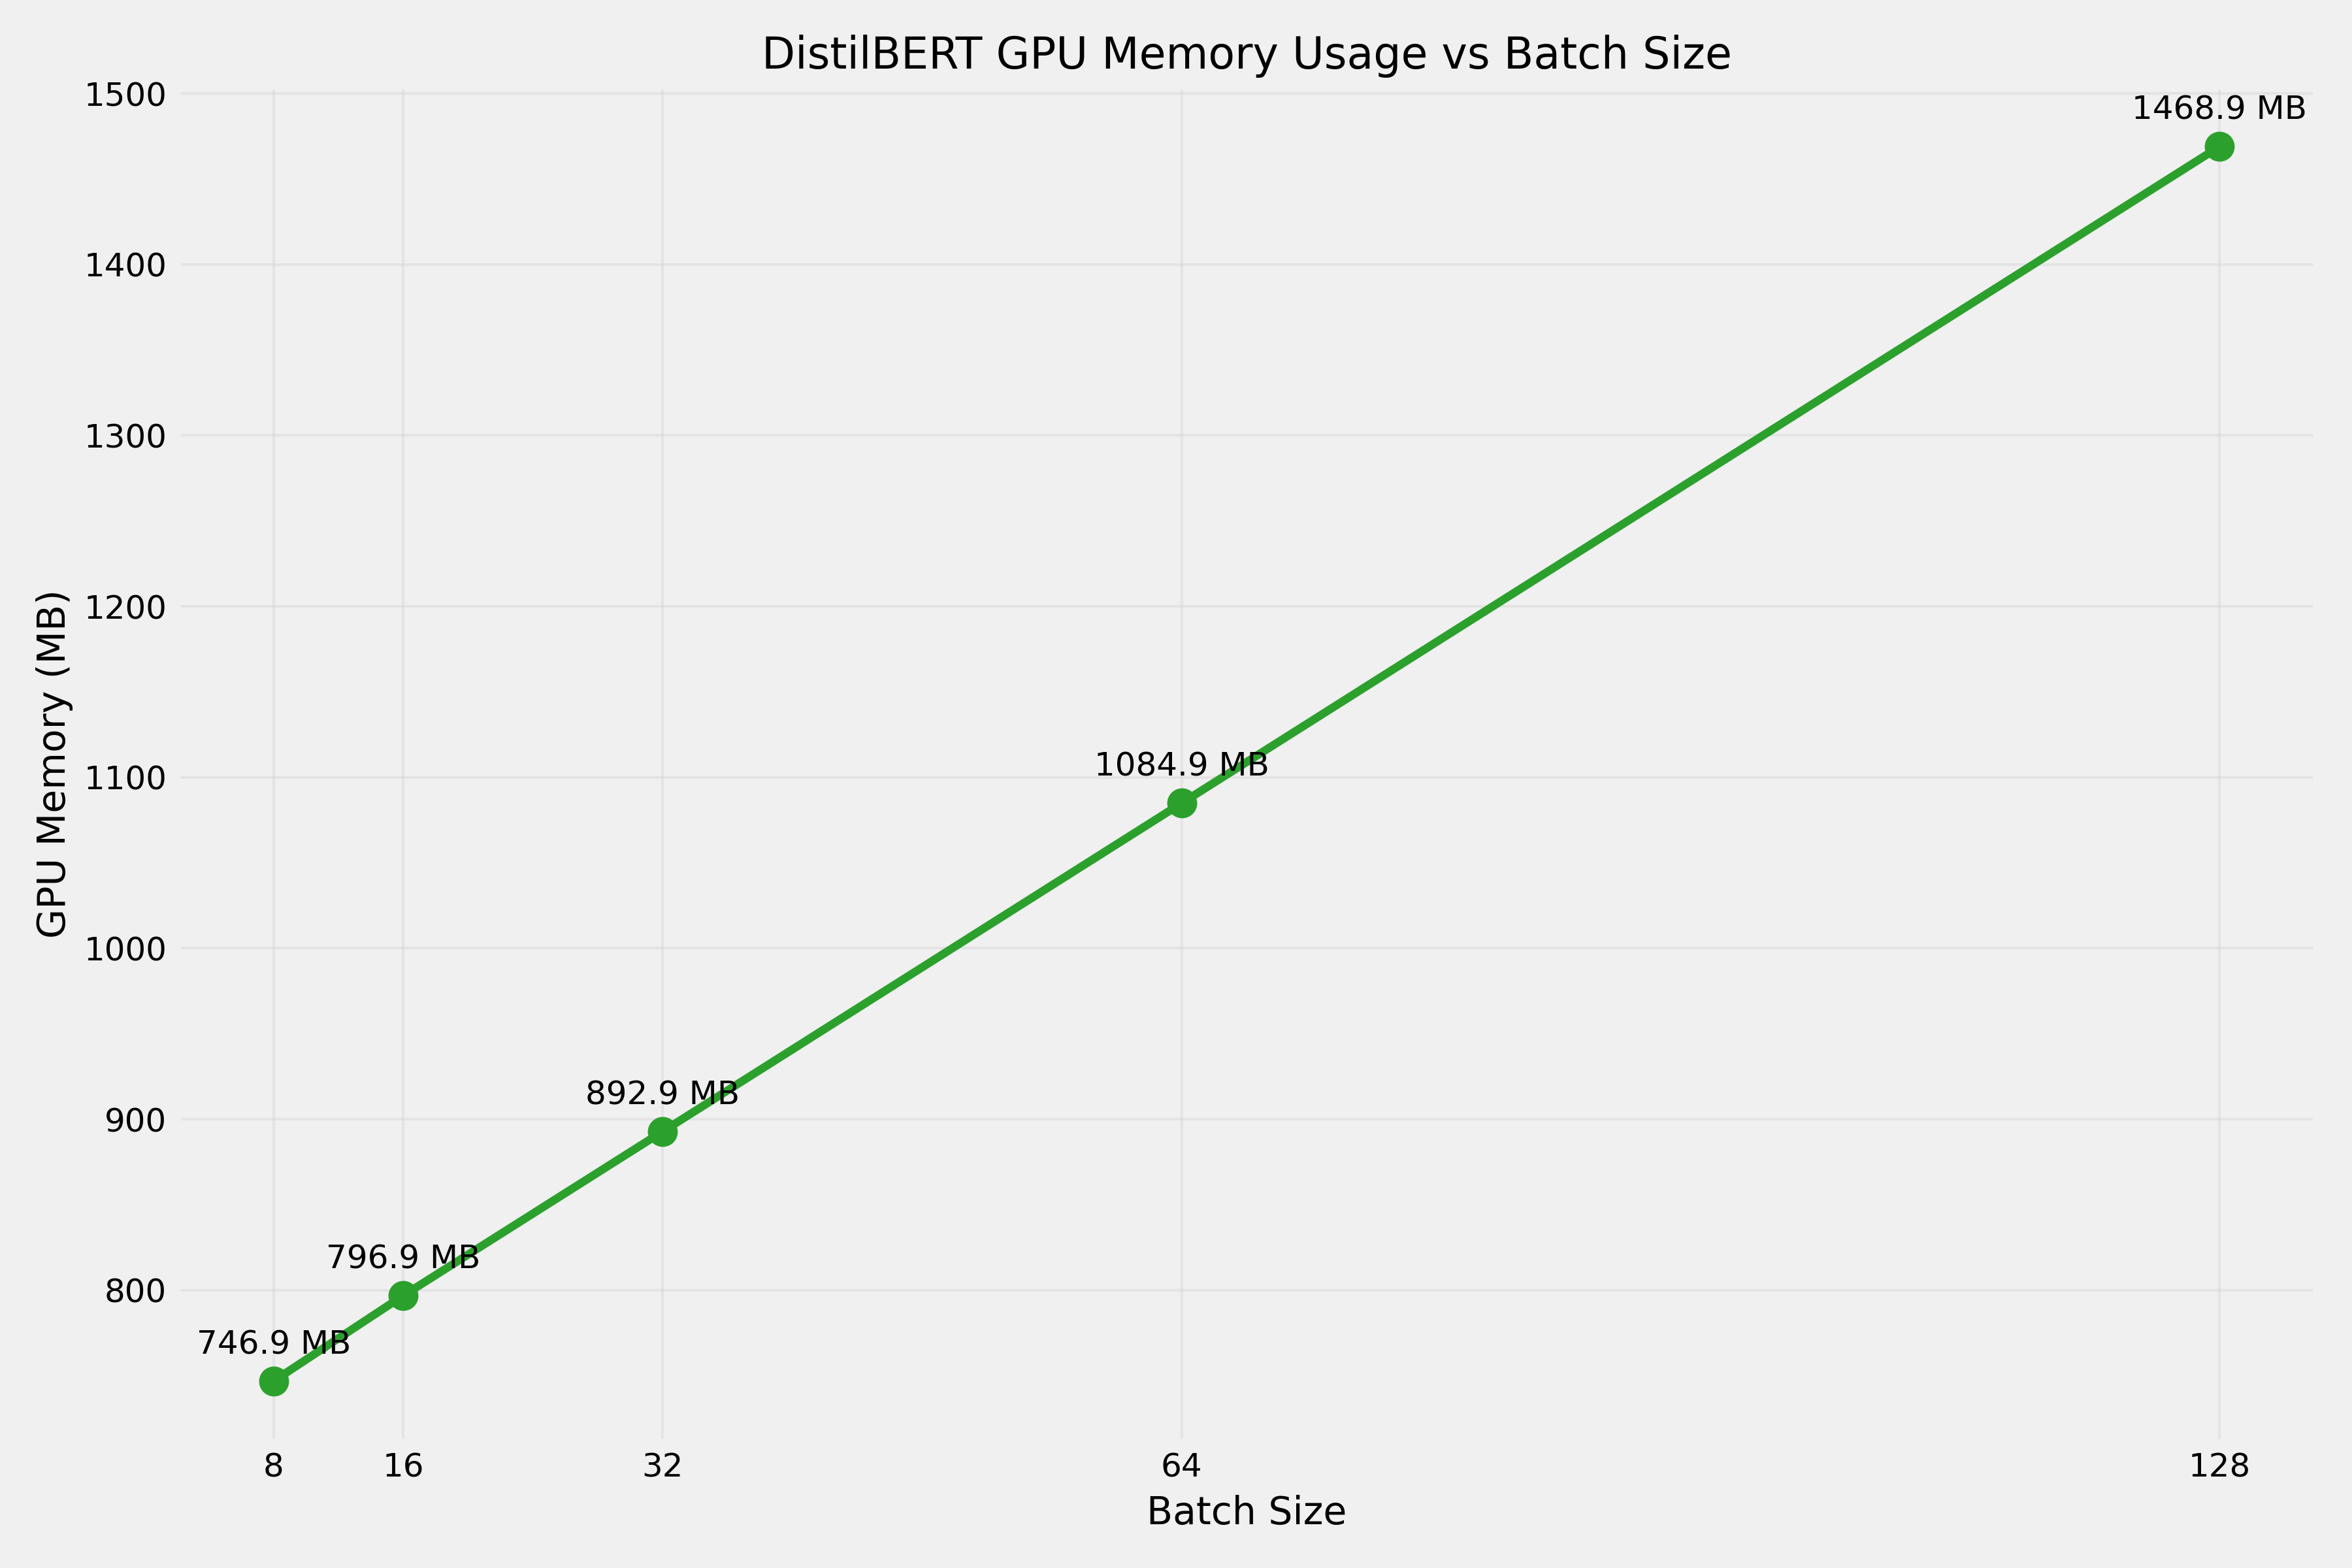 DistilBERT GPU Memory Usage vs Batch Size
1500
1468.9 MB
1400
1300
1200
1100
1084.9 MB
1000
900
892.9 MB
800
796.9 MB
746.9 MB
GPU Memory (MB)
8 16 32 64 128
Batch Size